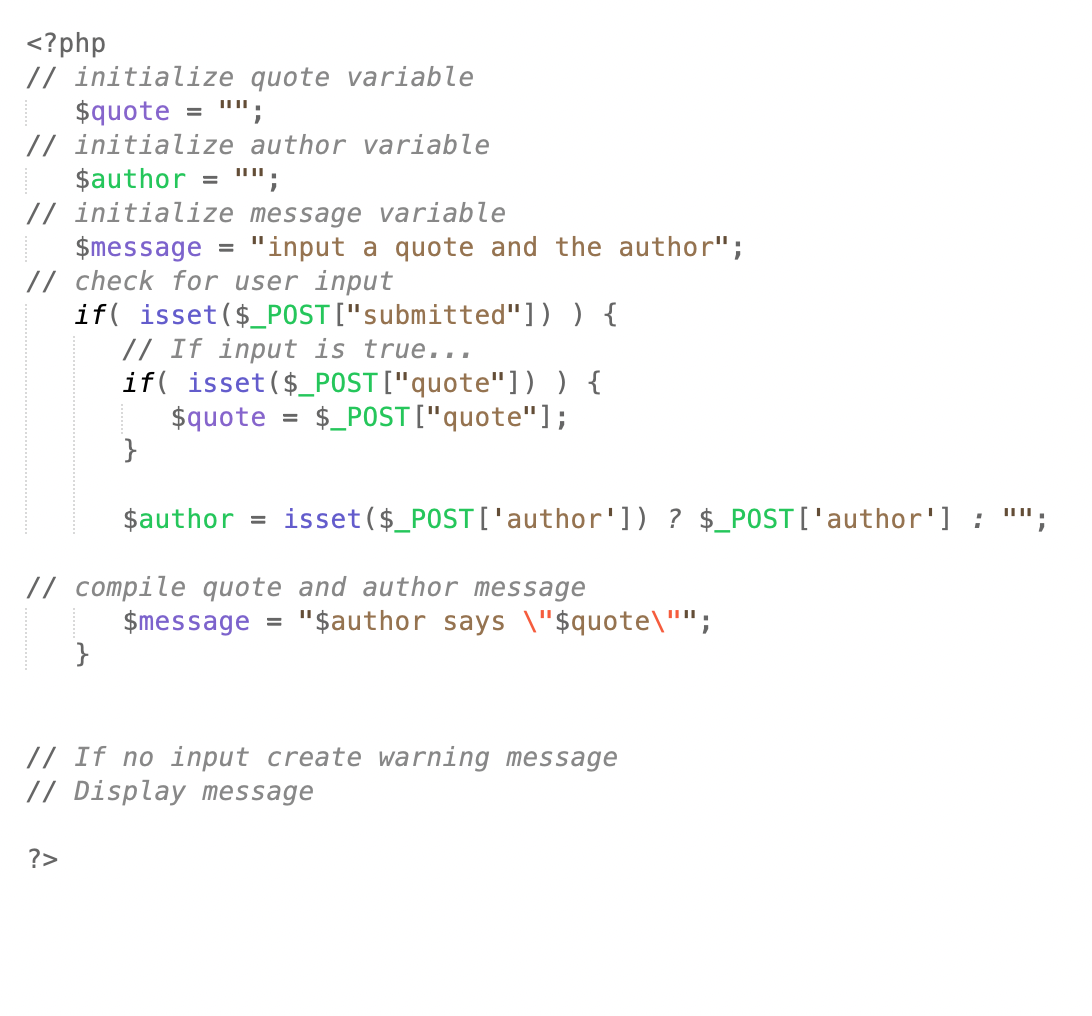 <?php
// initialize quote variable
$quote = "";
// initialize author variable
$author = "";
// initialize message variable
$message = "input a quote and the author";
// check for user input
if( isset($_POST["submitted"]) ) {
// If input is true...
if( isset($_POST["quote"]) ) {
$quote = $_POST["quote"];
}
$author = isset($_POST['author']) ? $_POST['author'] : "";
// compile quote and author message
$message = "$author says \"$quote\"";
}
// If no input create warning message
// Display message
?>